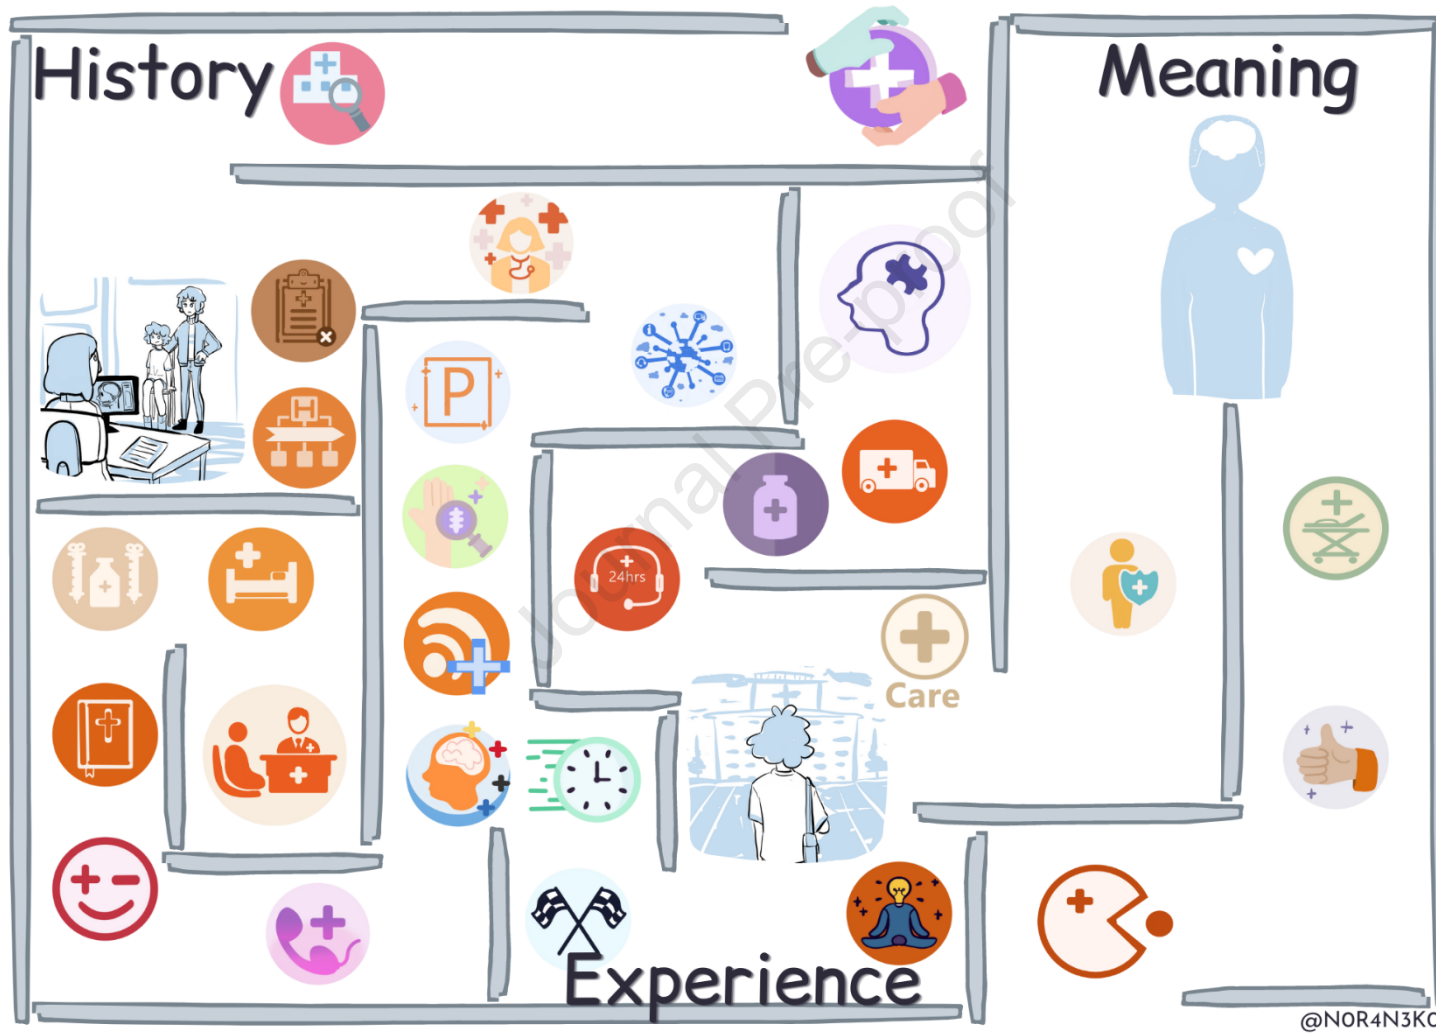 History
Meaning
H
P
24hrs
Care
Experience
Journal Pre-proof
@N0R4N3K0